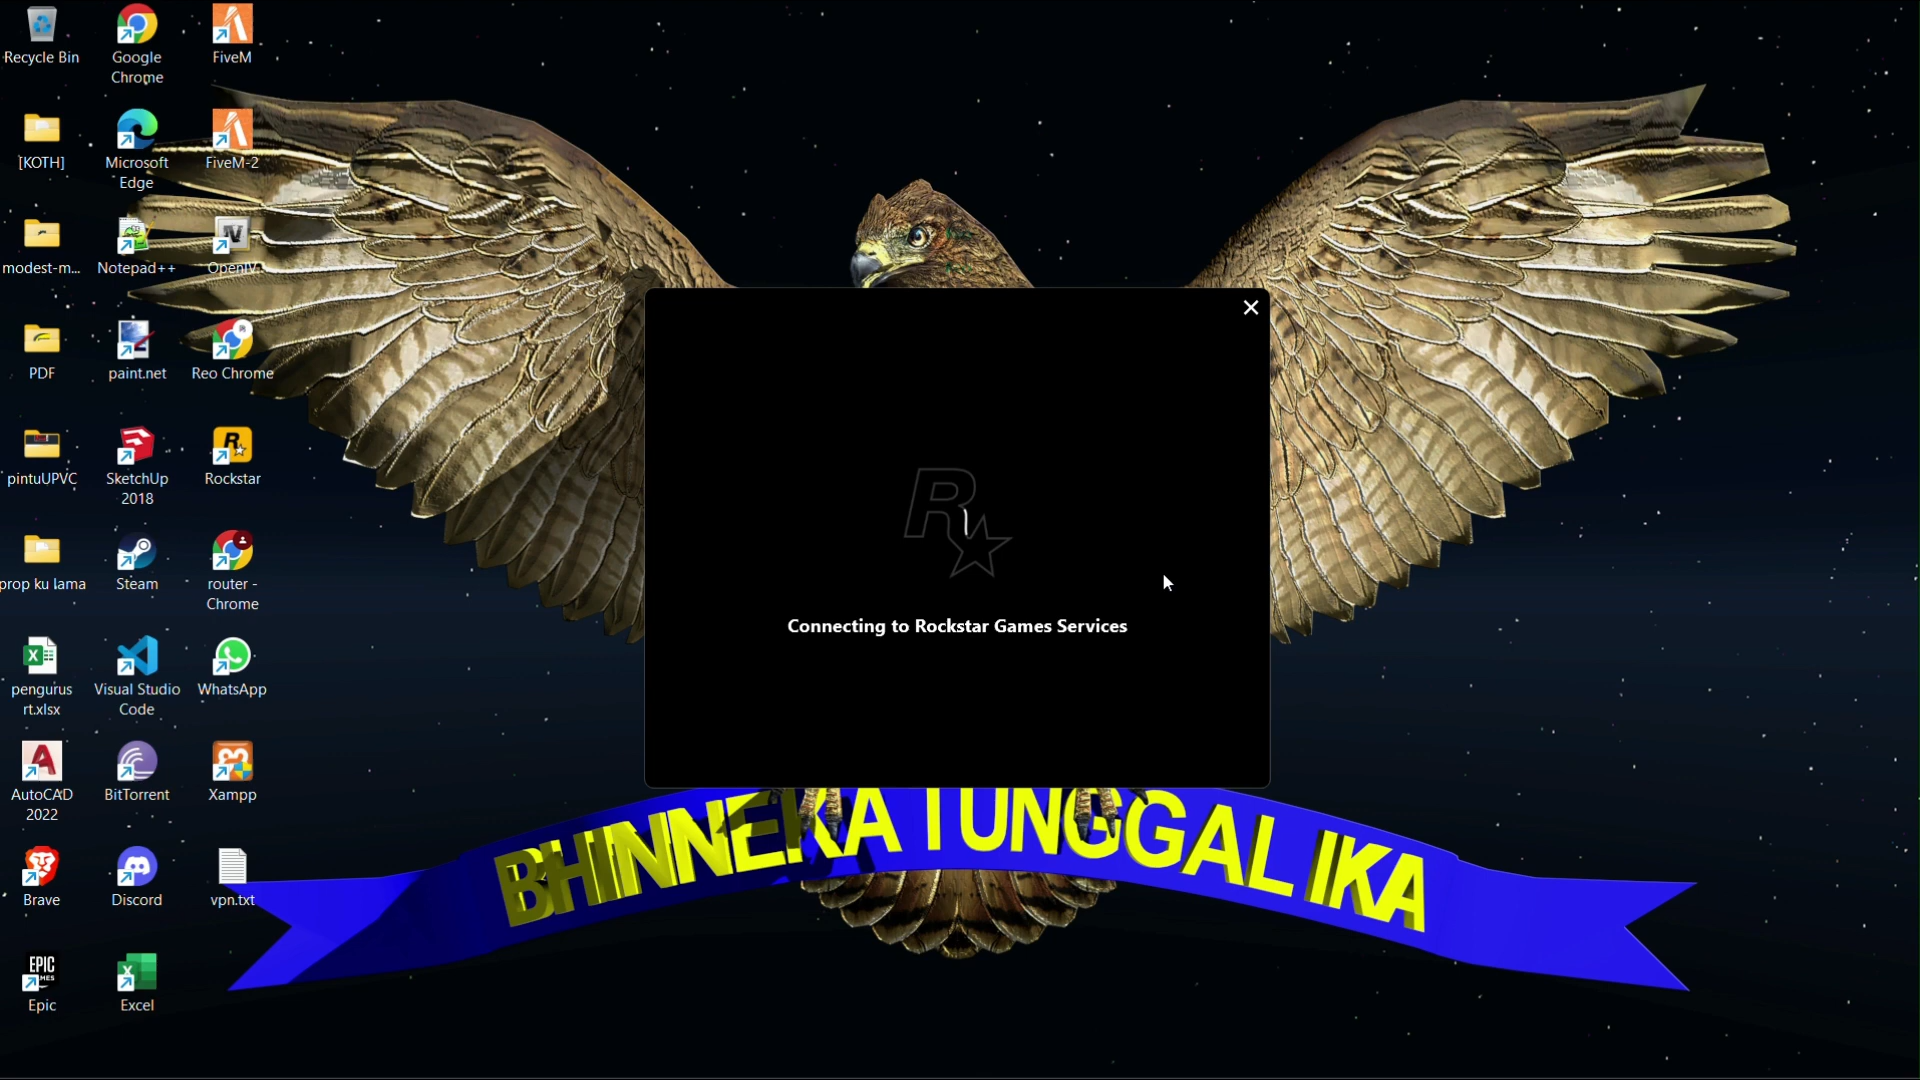 Recycle Bin
Google
Chrome
FiveM
[KOTH]
Microsoft
Edge
FiveM-2
modest-m...
Notepad++
OpenIV
PDF
paint.net
Reo Chrome
pintuUPVC
SketchUp
2018
Rockstar
prop ku lama
Steam
router -
Chrome
pengurus
rt.xlsx
Visual Studio
Code
WhatsApp
AutoCAD
2022
BitTorrent
Xampp
Brave
Discord
vpn.txt
EPIC
Epic
Excel
Connecting to Rockstar Games Services
BHINNEKA TUNGGAL IKA